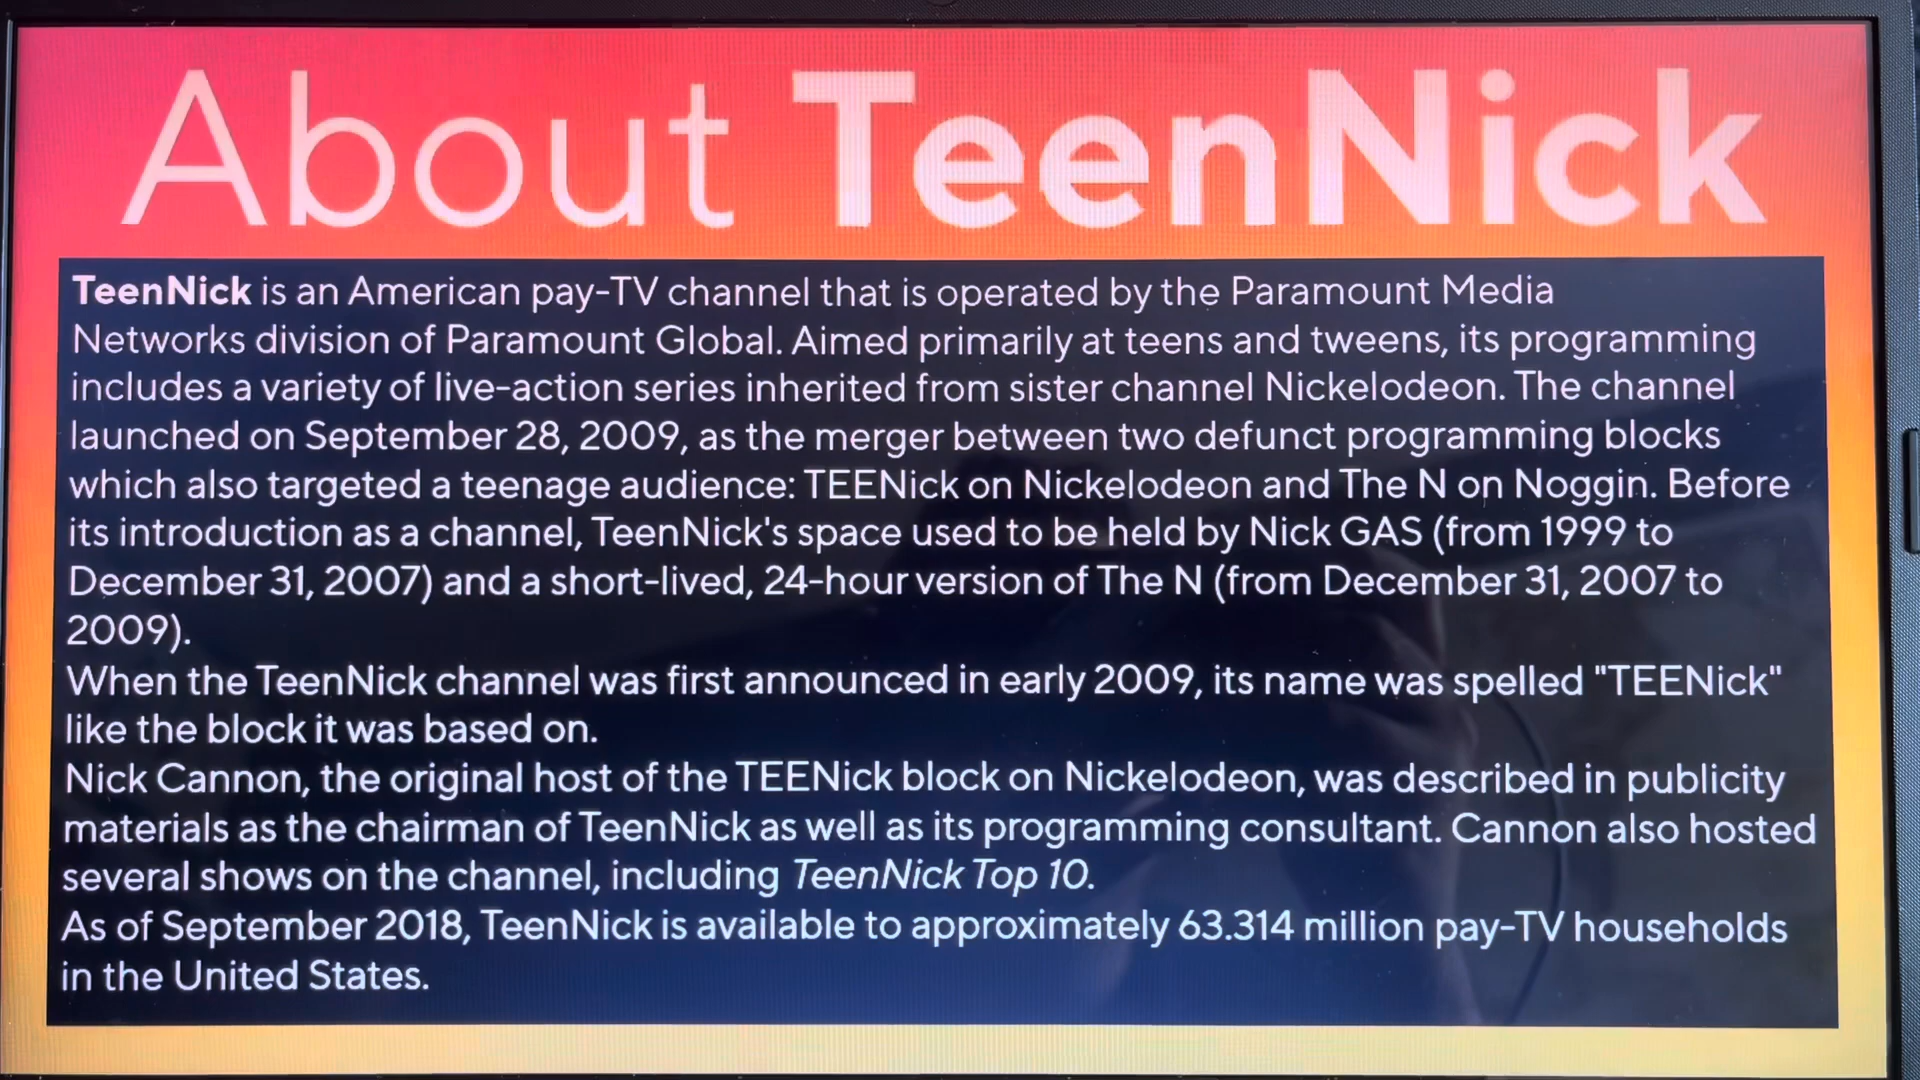 About TeenNick
TeenNick is an American pay-TV channel that is operated by the Paramount Media
Networks division of Paramount Global. Aimed primarily at teens and tweens, its programming
includes a variety of live-action series inherited from sister channel Nickelodeon. The channel
launched on September 28, 2009, as the merger between two defunct programming blocks
which also targeted a teenage audience: TEENick on Nickelodeon and The N on Noggin. Before
its introduction as a channel, TeenNick's space used to be held by Nick GAS (from 1999 to
December 31, 2007) and a short-lived, 24-hour version of The N (from December 31, 2007 to
2009).
When the TeenNick channel was first announced in early 2009, its name was spelled "TEENick"
like the block it was based on.
Nick Cannon, the original host of the TEENick block on Nickelodeon, was described in publicity
materials as the chairman of TeenNick as well as its programming consultant. Cannon also hosted
several shows on the channel, including TeenNick Top 10.
As of September 2018, TeenNick is available to approximately 63.314 million pay-TV households
in the United States.